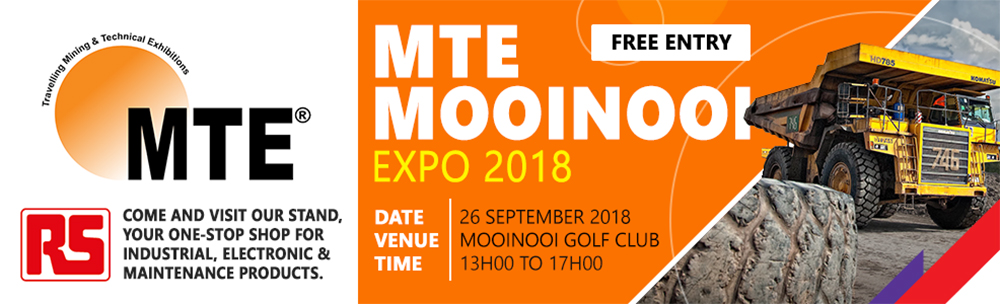 Travelling Mining & Technical Exhibitions
MTE®
RS
COME AND VISIT OUR STAND,
YOUR ONE-STOP SHOP FOR
INDUSTRIAL, ELECTRONIC &
MAINTENANCE PRODUCTS.
MTE
MOOINOOI
EXPO 2018
FREE ENTRY
DATE 26 SEPTEMBER 2018
VENUE MOOINOOI GOLF CLUB
TIME 13H00 TO 17H00
HD785
KOMATSU
746